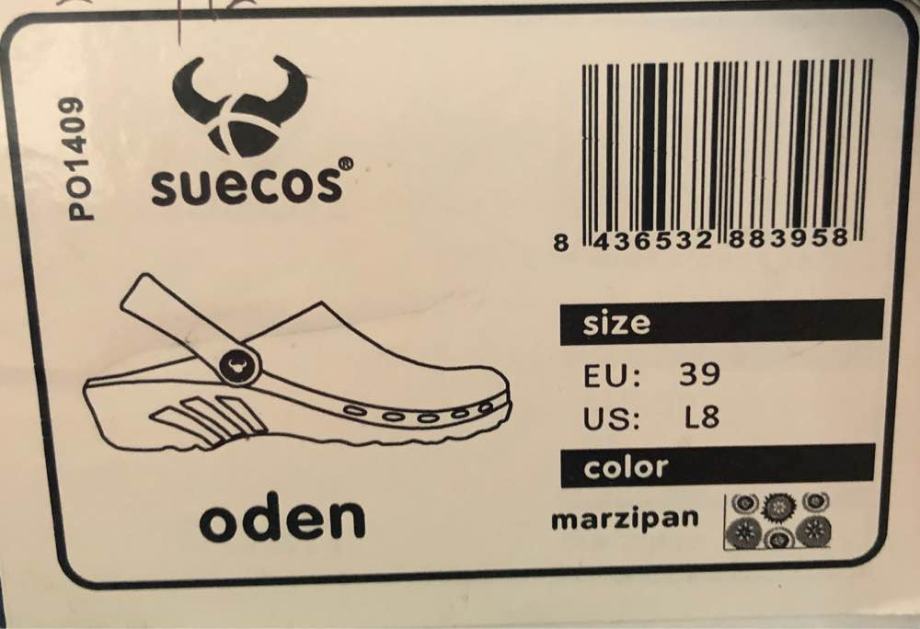 PO1409
suecos®
8 436532 883958
size
EU: 39
US: L8
oden
color
marzipan